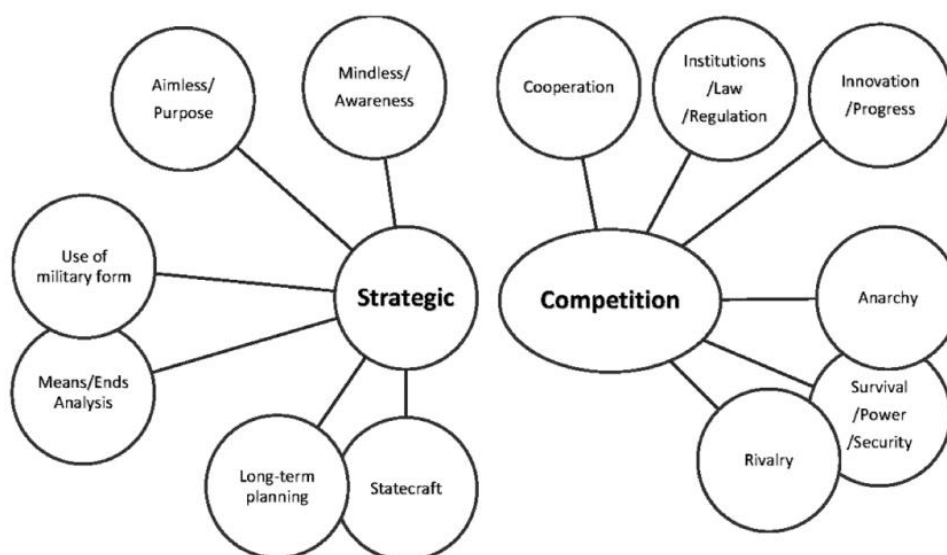 Aimless/
Purpose
Mindless/
Awareness
Use of
military form
Means/Ends
Analysis
Strategic
Long-term
planning
Statecraft
Cooperation
Institutions
/Law
/Regulation
Innovation
/Progress
Competition
Anarchy
Survival
/Power
/Security
Rivalry